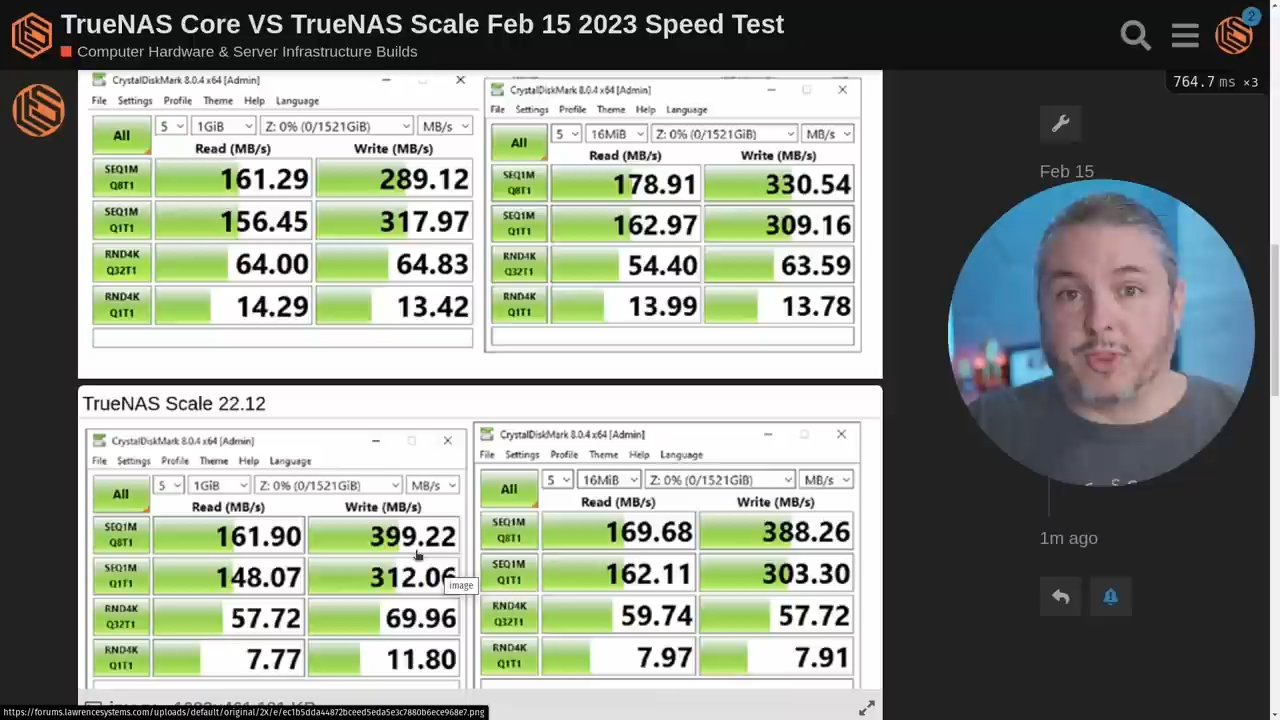 TrueNAS Core VS TrueNAS Scale Feb 15 2023 Speed Test
Computer Hardware & Server Infrastructure Builds
2
764.7 ms ×3
CrystalDiskMark 8.0.4 x64 [Admin]
File Settings Profile Theme Help Language
All 5 1GiB Z: 0% (0/1521GiB) MB/s
Read (MB/s) Write (MB/s)
SEQ1M Q8T1 161.29 289.12
SEQ1M Q1T1 156.45 317.97
RND4K Q32T1 64.00 64.83
RND4K Q1T1 14.29 13.42
CrystalDiskMark 8.0.4 x64 [Admin]
File Settings Profile Theme Help Language
All 5 16MiB Z: 0% (0/1521GiB) MB/s
Read (MB/s) Write (MB/s)
SEQ1M Q8T1 178.91 330.54
SEQ1M Q1T1 162.97 309.16
RND4K Q32T1 54.40 63.59
RND4K Q1T1 13.99 13.78
TrueNAS Scale 22.12
CrystalDiskMark 8.0.4 x64 [Admin]
File Settings Profile Theme Help Language
All 5 1GiB Z: 0% (0/1521GiB) MB/s
Read (MB/s) Write (MB/s)
SEQ1M Q8T1 161.90 399.22
SEQ1M Q1T1 148.07 312.06
RND4K Q32T1 57.72 69.96
RND4K Q1T1 7.77 11.80
image
CrystalDiskMark 8.0.4 x64 [Admin]
File Settings Profile Theme Help Language
All 5 16MiB Z: 0% (0/1521GiB) MB/s
Read (MB/s) Write (MB/s)
SEQ1M Q8T1 169.68 388.26
SEQ1M Q1T1 162.11 303.30
RND4K Q32T1 59.74 57.72
RND4K Q1T1 7.97 7.91
Feb 15
1m ago
https://forums.lawrencesystems.com/uploads/default/original/2X/e/ec1b5dda44872bceed5eda5e3c7880b6ece968e7.png